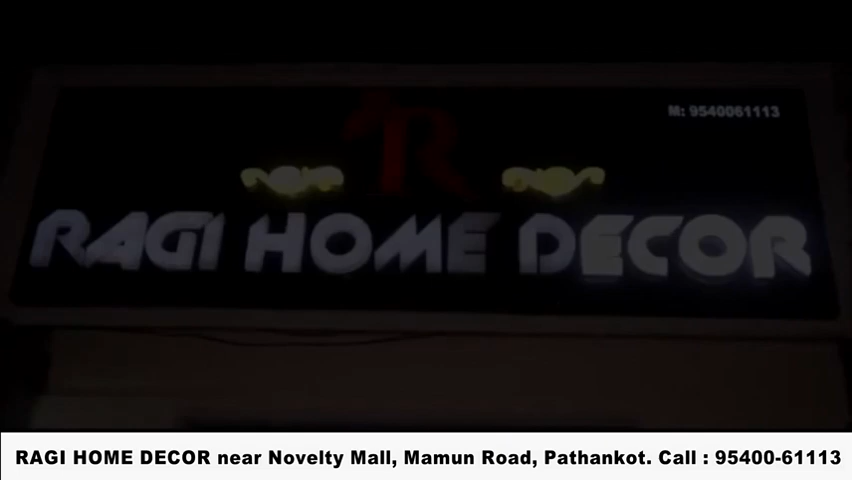 R
M: 9540061113
RAGI HOME DECOR
RAGI HOME DECOR near Novelty Mall, Mamun Road, Pathankot. Call : 95400-61113